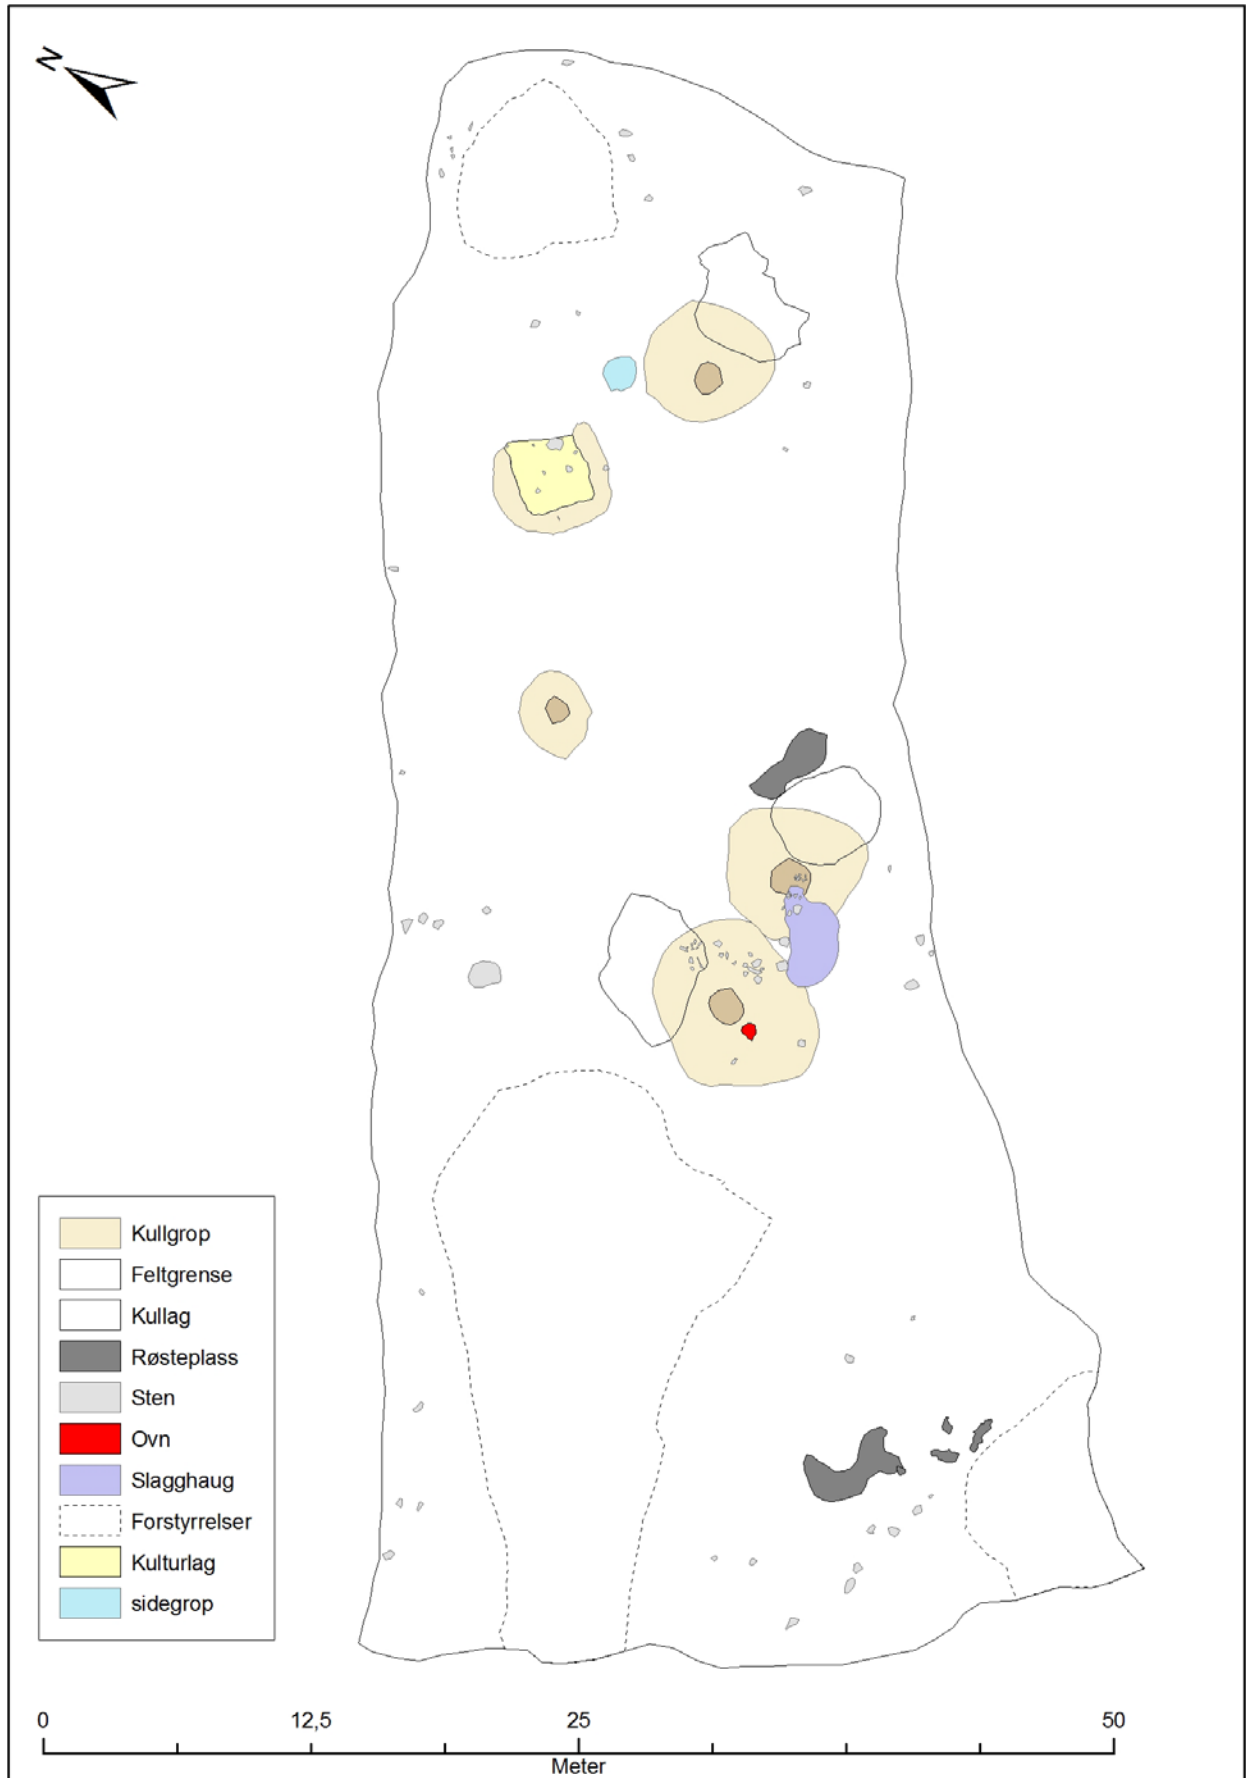 N
Kullgrop
Feltgrense
Kullag
Røsteplass
Sten
Ovn
Slagghaug
Forstyrrelser
Kulturlag
sidegrop
0 12,5 25 50
Meter